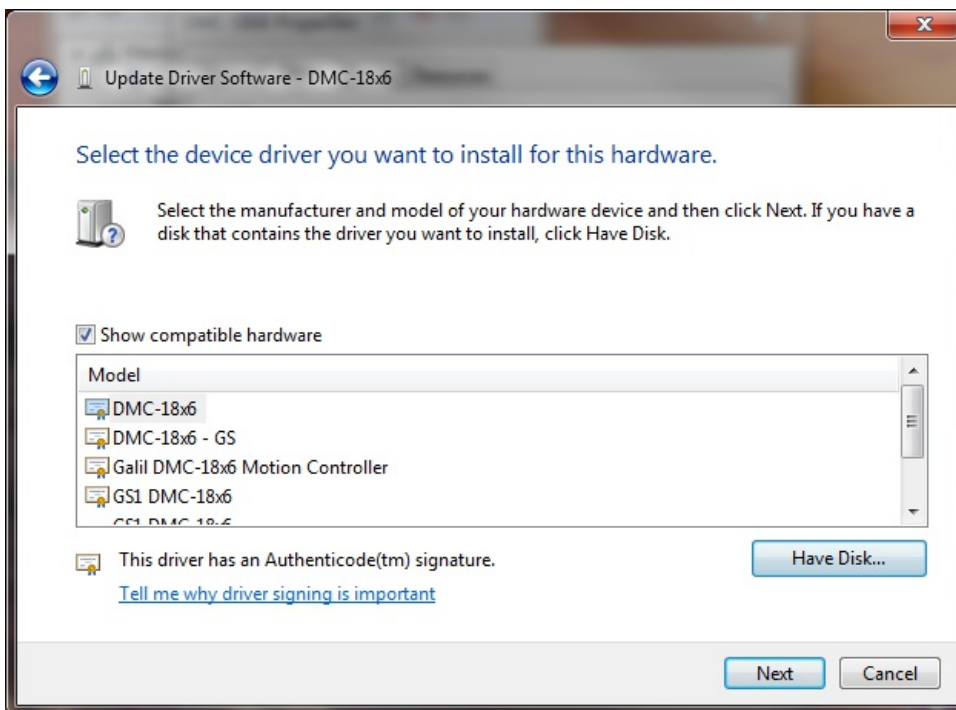 Update Driver Software - DMC-18x6
Select the device driver you want to install for this hardware.
Select the manufacturer and model of your hardware device and then click Next. If you have a
disk that contains the driver you want to install, click Have Disk.
Show compatible hardware
Model
DMC-18x6
DMC-18x6 - GS
Galil DMC-18x6 Motion Controller
GS1 DMC-18x6
GS1 DMC-18x6
This driver has an Authenticode(tm) signature.
Have Disk...
Tell me why driver signing is important
Next
Cancel